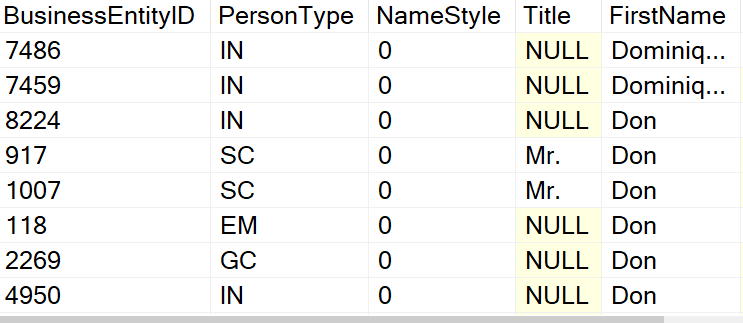 BusinessEntityID PersonType NameStyle Title FirstName
7486 IN 0 NULL Dominiq...
7459 IN 0 NULL Dominiq...
8224 IN 0 NULL Don
917 SC 0 Mr. Don
1007 SC 0 Mr. Don
118 EM 0 NULL Don
2269 GC 0 NULL Don
4950 IN 0 NULL Don